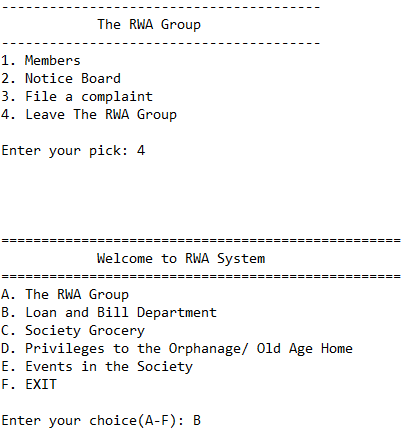 ----------------------------------------
The RWA Group
----------------------------------------
1. Members
2. Notice Board
3. File a complaint
4. Leave The RWA Group
Enter your pick: 4
==================================================
Welcome to RWA System
==================================================
A. The RWA Group
B. Loan and Bill Department
C. Society Grocery
D. Privileges to the Orphanage/ Old Age Home
E. Events in the Society
F. EXIT
Enter your choice(A-F): B